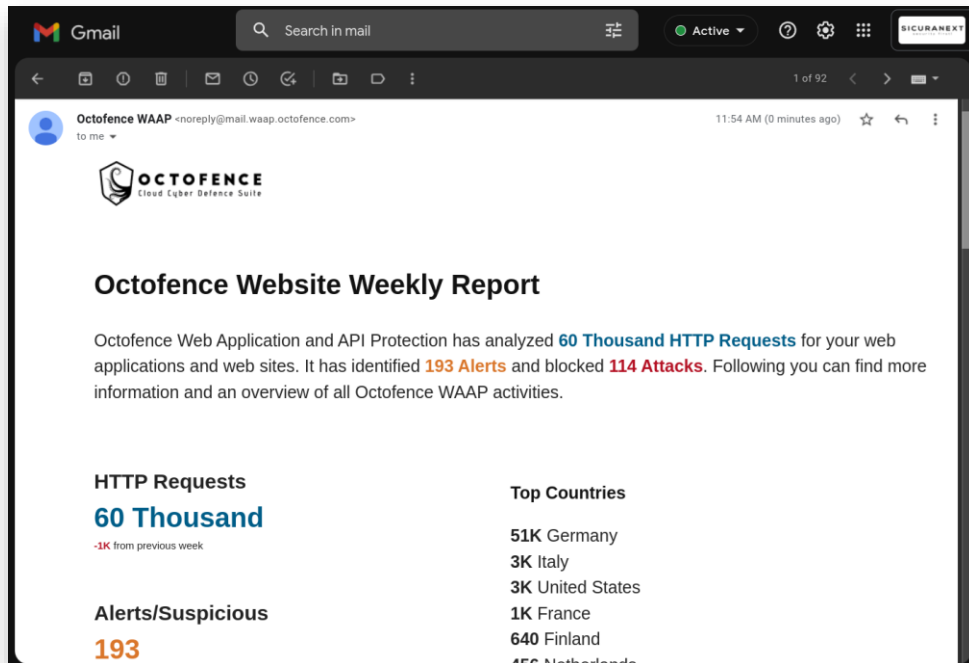 Gmail
Search in mail
Active
SICURANEXT
1 of 92
Octofence WAAP <noreply@mail.waap.octofence.com>
11:54 AM (0 minutes ago)
to me
OCTOFENCE
Cloud Cyber Defence Suite
Octofence Website Weekly Report
Octofence Web Application and API Protection has analyzed 60 Thousand HTTP Requests for your web
applications and web sites. It has identified 193 Alerts and blocked 114 Attacks. Following you can find more
information and an overview of all Octofence WAAP activities.
HTTP Requests
60 Thousand
-1K from previous week
Alerts/Suspicious
193
Top Countries
51K Germany
3K Italy
3K United States
1K France
640 Finland
456 Netherlands